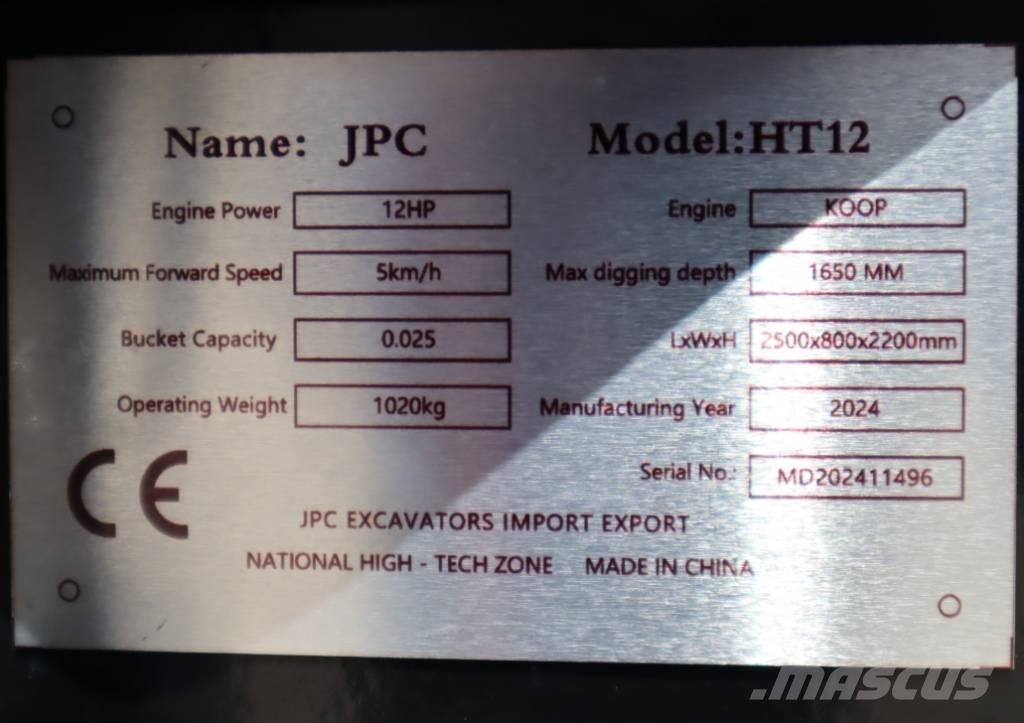 Name: JPC Model:HT12
Engine Power 12HP Engine KOOP
Maximum Forward Speed 5km/h Max digging depth 1650 MM
Bucket Capacity 0.025 LxWxH 2500x800x2200mm
Operating Weight 1020kg Manufacturing Year 2024
Serial No.: MD202411496
CE
JPC EXCAVATORS IMPORT EXPORT
NATIONAL HIGH - TECH ZONE MADE IN CHINA
.mascus